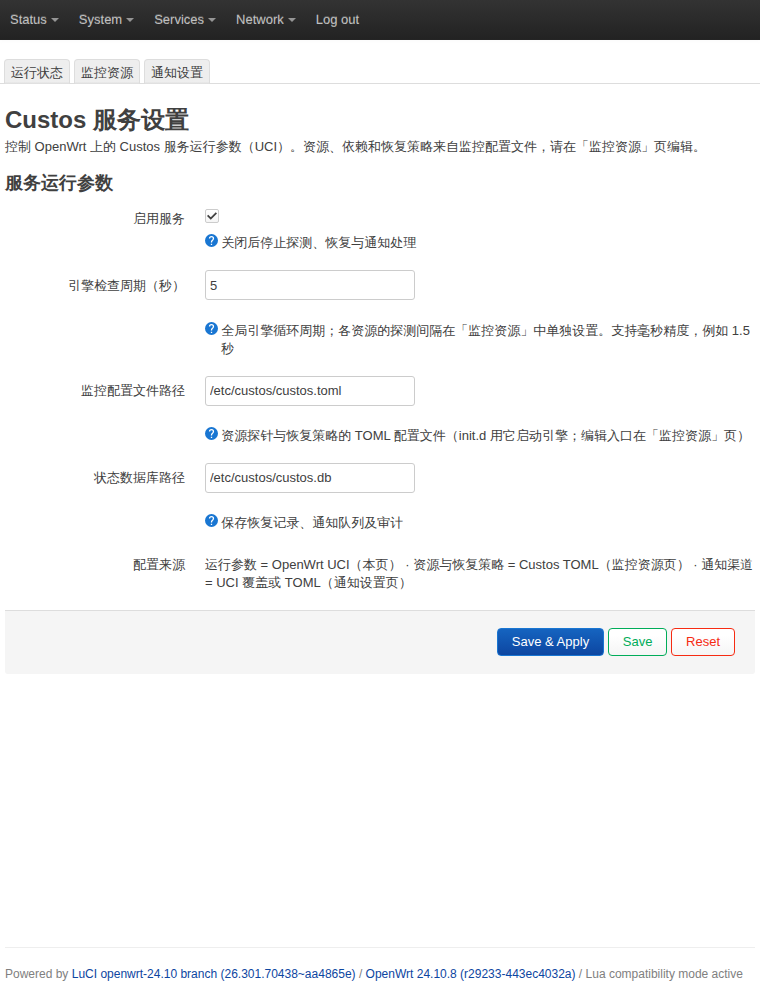 Status System Services Network Log out
运行状态 监控资源 通知设置
Custos 服务设置
控制 OpenWrt 上的 Custos 服务运行参数（UCI）。资源、依赖和恢复策略来自监控配置文件，请在「监控资源」页编辑。
服务运行参数
启用服务
关闭后停止探测、恢复与通知处理
引擎检查周期（秒） 5
全局引擎循环周期；各资源的探测间隔在「监控资源」中单独设置。支持毫秒精度，例如 1.5
秒
监控配置文件路径 /etc/custos/custos.toml
资源探针与恢复策略的 TOML 配置文件（init.d 用它启动引擎；编辑入口在「监控资源」页）
状态数据库路径 /etc/custos/custos.db
保存恢复记录、通知队列及审计
配置来源 运行参数 = OpenWrt UCI（本页） · 资源与恢复策略 = Custos TOML（监控资源页） · 通知渠道
= UCI 覆盖或 TOML（通知设置页）
Save & Apply Save Reset
Powered by LuCI openwrt-24.10 branch (26.301.70438~aa4865e) / OpenWrt 24.10.8 (r29233-443ec4032a) / Lua compatibility mode active